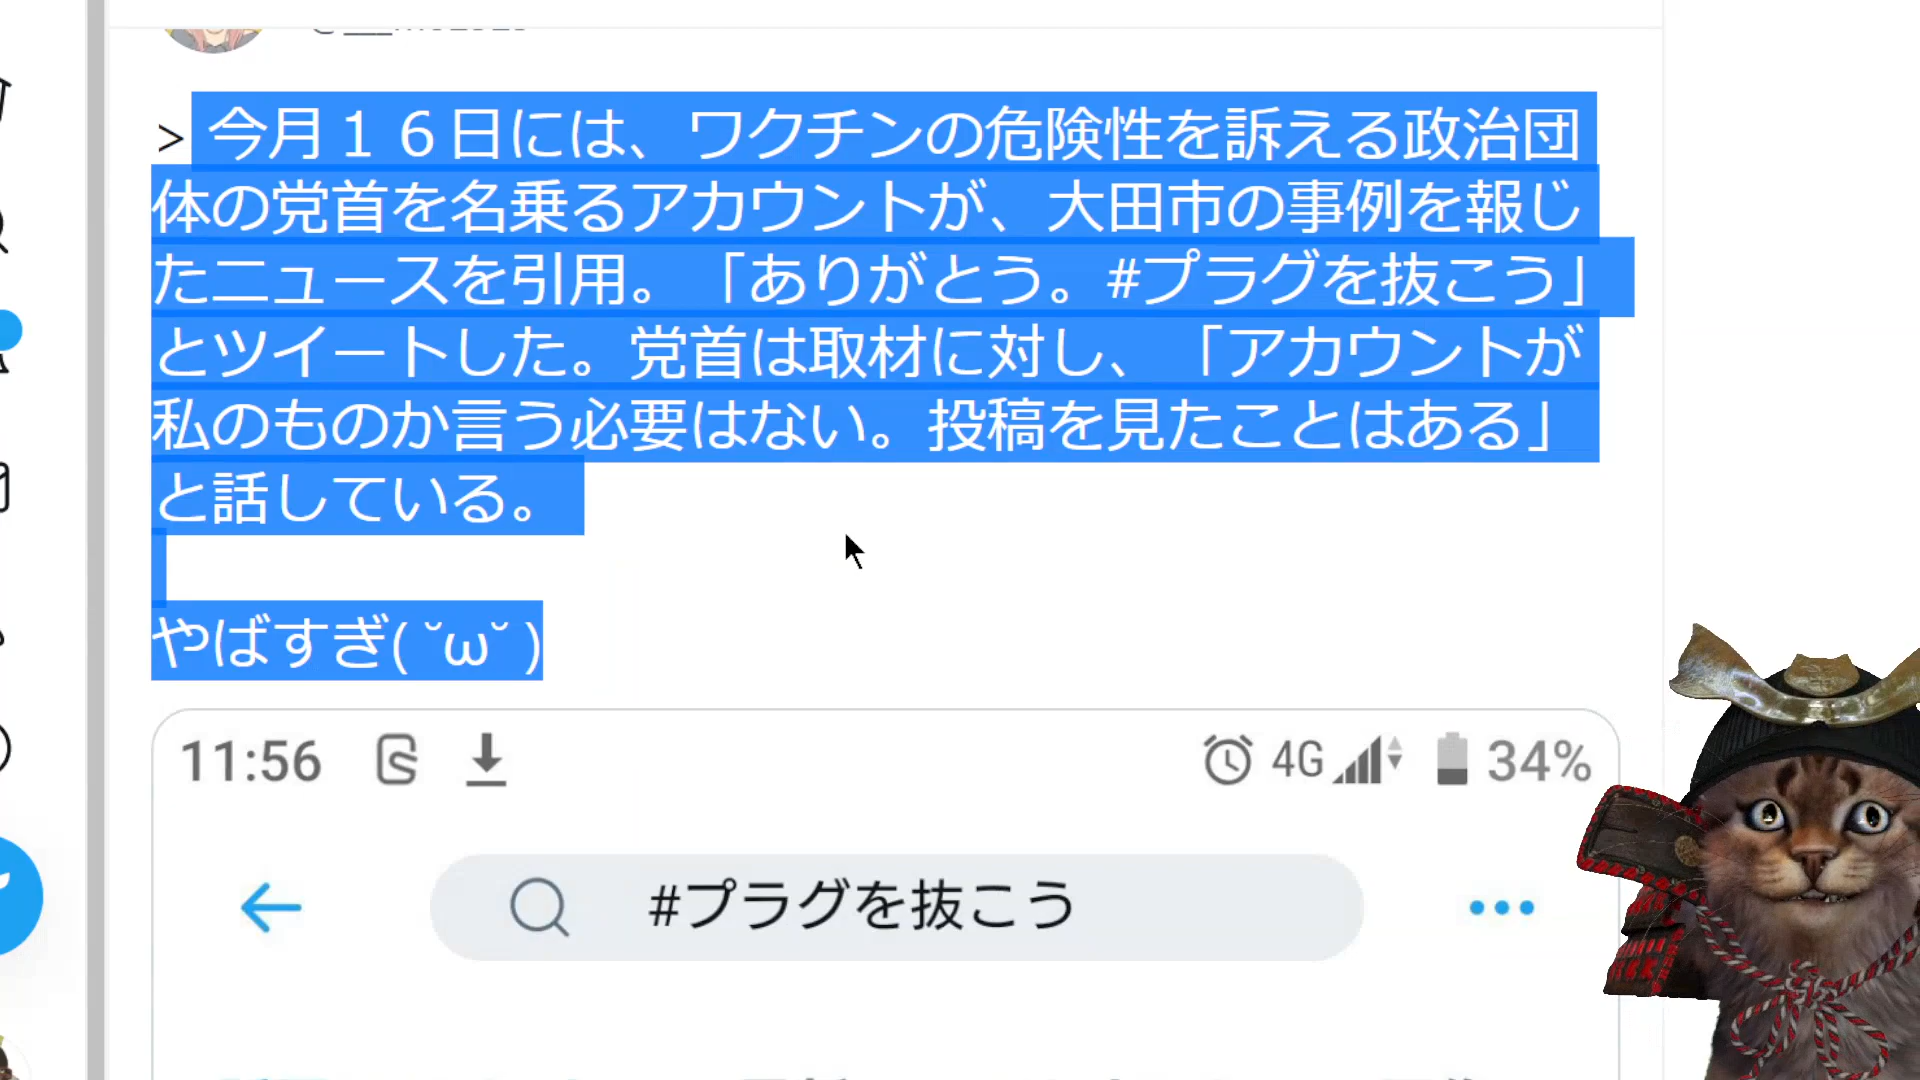 > 今月１６日には、ワクチンの危険性を訴える政治団
体の党首を名乗るアカウントが、大田市の事例を報じ
たニュースを引用。「ありがとう。#プラグを抜こう」
とツイートした。党首は取材に対し、「アカウントが
私のものか言う必要はない。投稿を見たことはある」
と話している。
やばすぎ( ˘ω˘ )
11:56 4G 34%
#プラグを抜こう